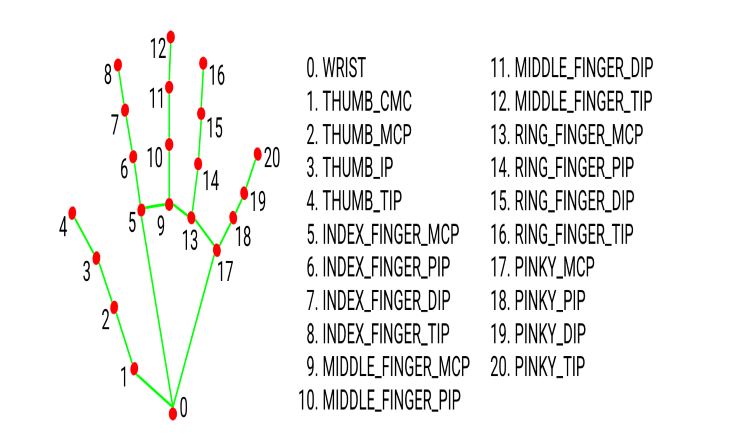 12
8
16
11
7
15
6
10
14
20
5
9
13
19
18
4
17
3
2
1
0
0. WRIST
1. THUMB_CMC
2. THUMB_MCP
3. THUMB_IP
4. THUMB_TIP
5. INDEX_FINGER_MCP
6. INDEX_FINGER_PIP
7. INDEX_FINGER_DIP
8. INDEX_FINGER_TIP
9. MIDDLE_FINGER_MCP
10. MIDDLE_FINGER_PIP
11. MIDDLE_FINGER_DIP
12. MIDDLE_FINGER_TIP
13. RING_FINGER_MCP
14. RING_FINGER_PIP
15. RING_FINGER_DIP
16. RING_FINGER_TIP
17. PINKY_MCP
18. PINKY_PIP
19. PINKY_DIP
20. PINKY_TIP